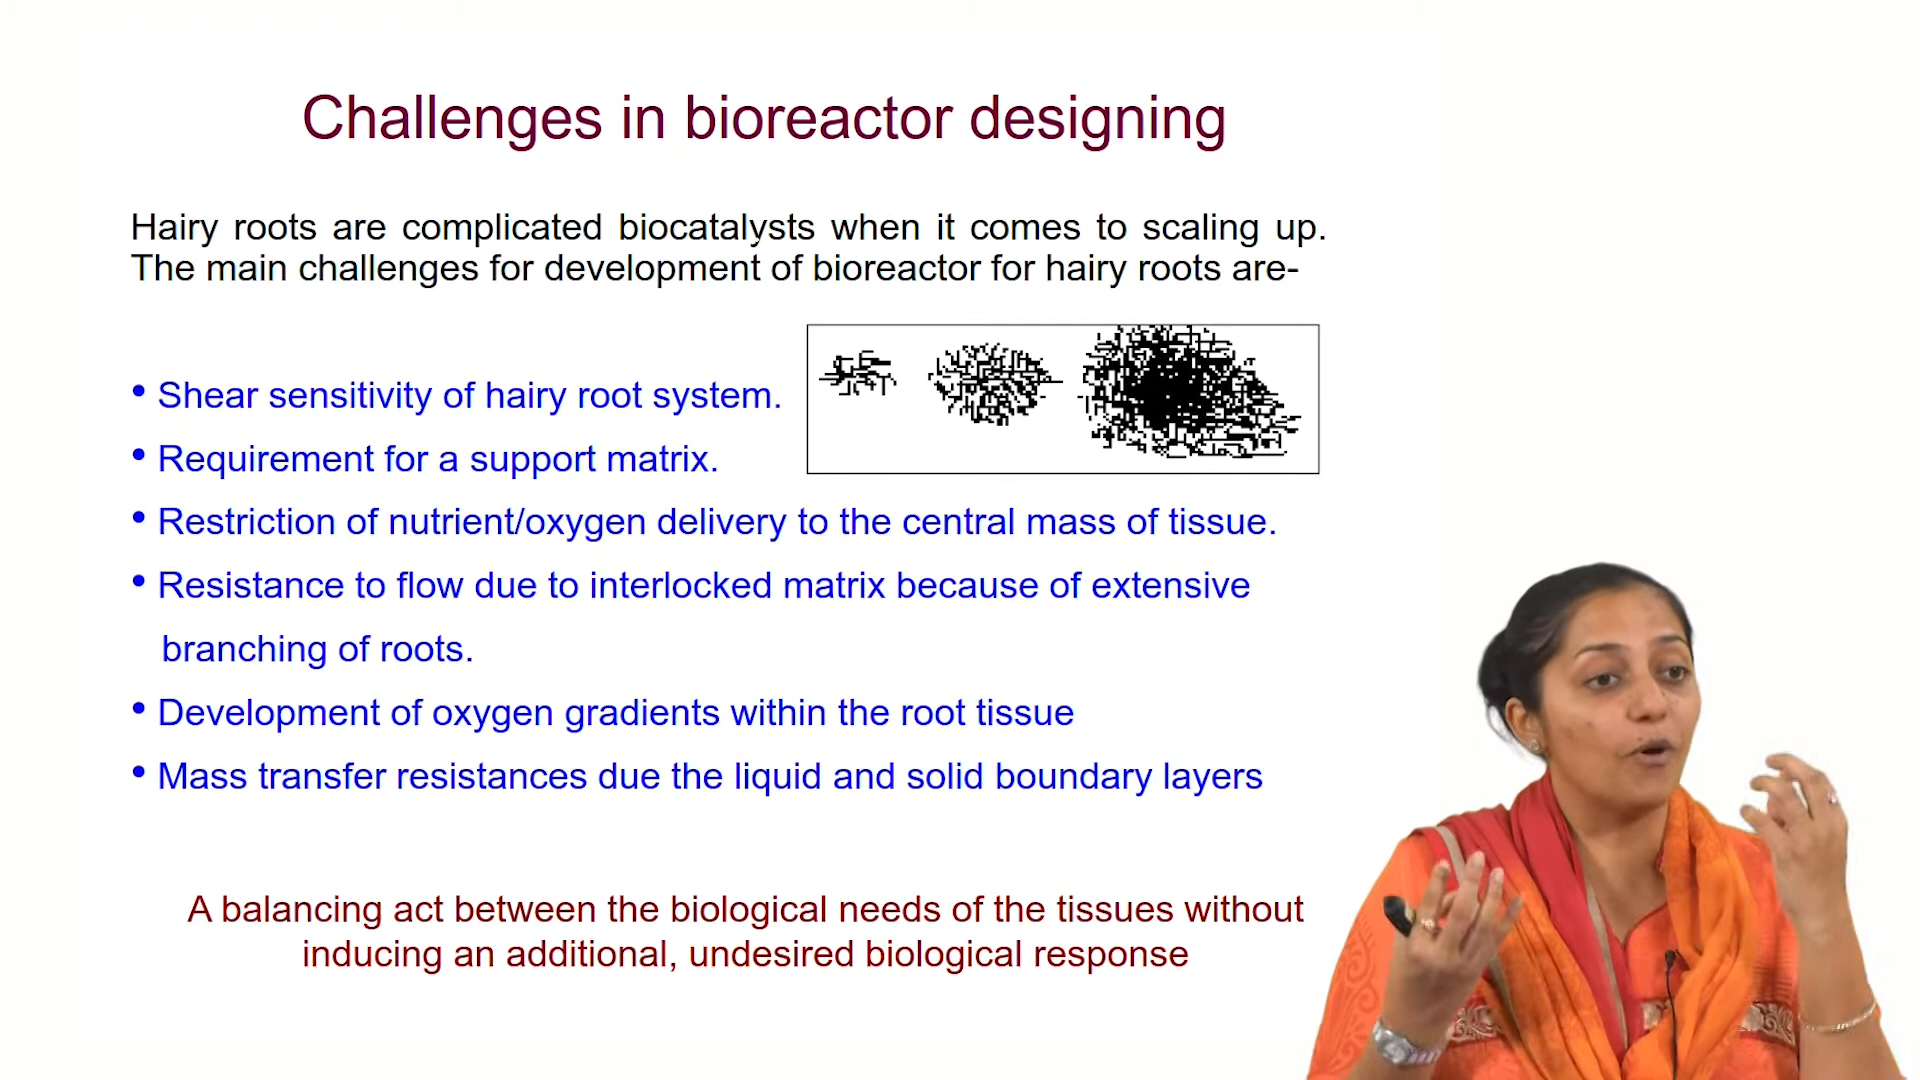 Challenges in bioreactor designing
Hairy roots are complicated biocatalysts when it comes to scaling up.
The main challenges for development of bioreactor for hairy roots are-
• Shear sensitivity of hairy root system.
• Requirement for a support matrix.
• Restriction of nutrient/oxygen delivery to the central mass of tissue.
• Resistance to flow due to interlocked matrix because of extensive
branching of roots.
• Development of oxygen gradients within the root tissue
• Mass transfer resistances due the liquid and solid boundary layers
A balancing act between the biological needs of the tissues without
inducing an additional, undesired biological response